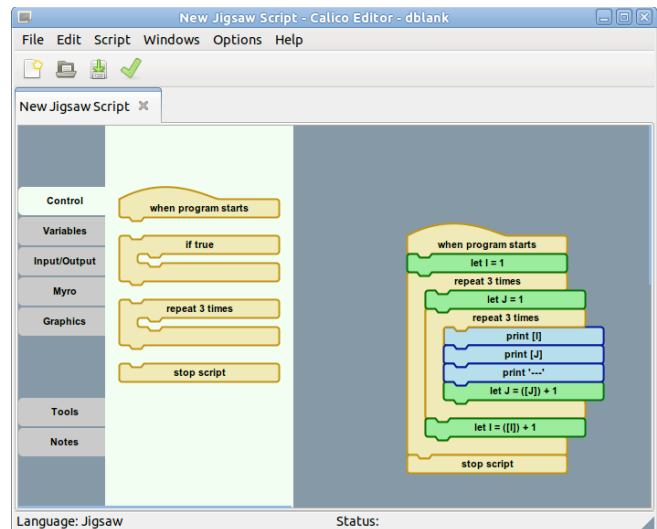 New Jigsaw Script - Calico Editor - dblank
File Edit Script Windows Options Help
New Jigsaw Script
Control
Variables
Input/Output
Myro
Graphics
Tools
Notes
when program starts
if true
repeat 3 times
stop script
when program starts
let I = 1
repeat 3 times
let J = 1
repeat 3 times
print [I]
print [J]
print '---'
let J = ([J]) + 1
let I = ([I]) + 1
stop script
Language: Jigsaw Status: